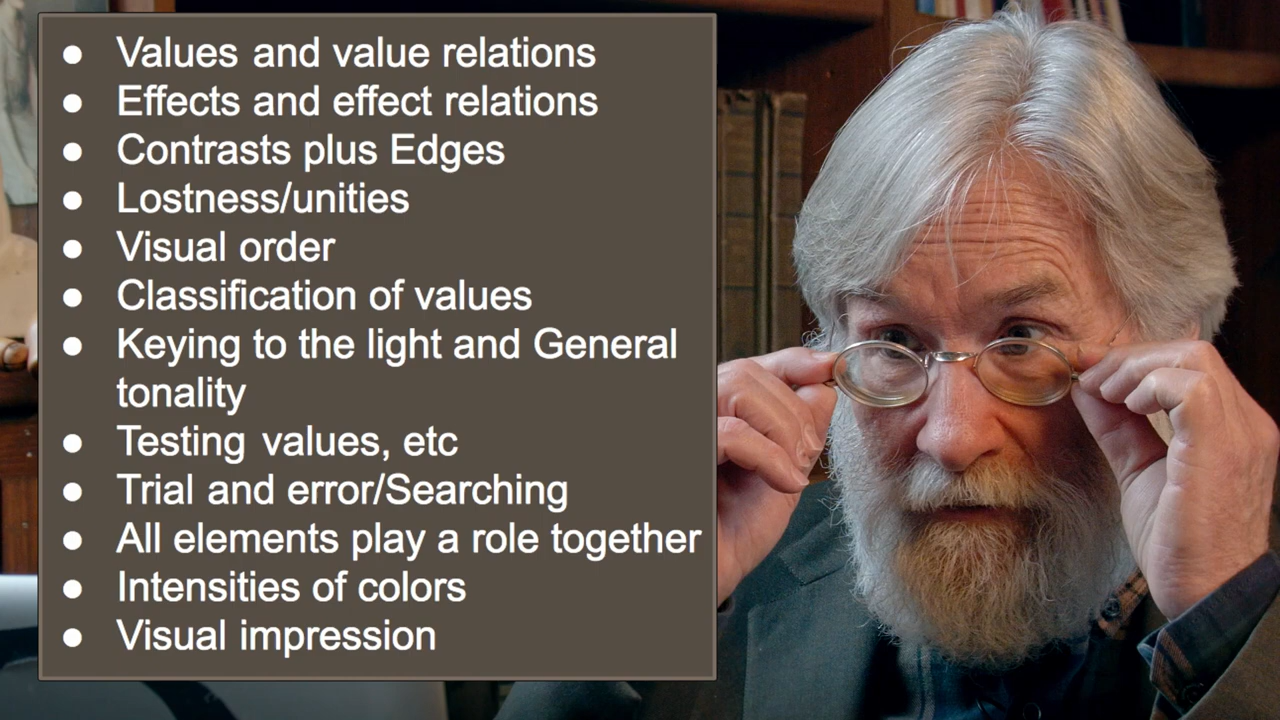 ● Values and value relations
● Effects and effect relations
● Contrasts plus Edges
● Lostness/unities
● Visual order
● Classification of values
● Keying to the light and General
tonality
● Testing values, etc
● Trial and error/Searching
● All elements play a role together
● Intensities of colors
● Visual impression